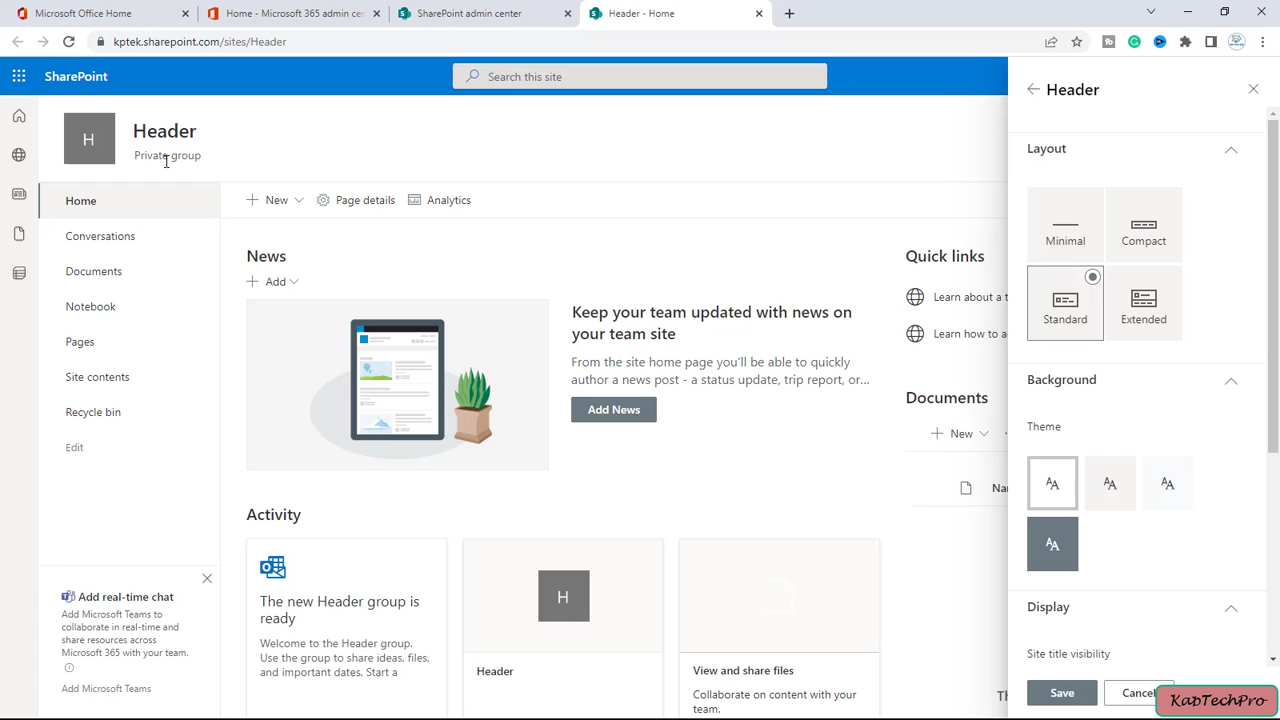 Microsoft Office Home
Home - Microsoft 365 admin cen
SharePoint admin center
Header - Home
kptek.sharepoint.com/sites/Header
SharePoint
Search this site
H
Header
Private group
Home
Conversations
Documents
Notebook
Pages
Site contents
Recycle bin
Edit
Add real-time chat
Add Microsoft Teams to
collaborate in real-time and
share resources across
Microsoft 365 with your team.
Add Microsoft Teams
New
Page details
Analytics
News
Add
Keep your team updated with news on
your team site
From the site home page you'll be able to quickly
author a news post - a status update, trip report, or...
Add News
Activity
The new Header group is
ready
Welcome to the Header group.
Use the group to share ideas, files,
and important dates. Start a
H
Header
View and share files
Collaborate on content with your
team.
Quick links
Learn about a t
Learn how to a
Documents
New
Nar
Th
Header
Layout
Minimal
Compact
Standard
Extended
Background
Theme
AA
AA
AA
AA
Display
Site title visibility
Save
Cancel
KapTechPro